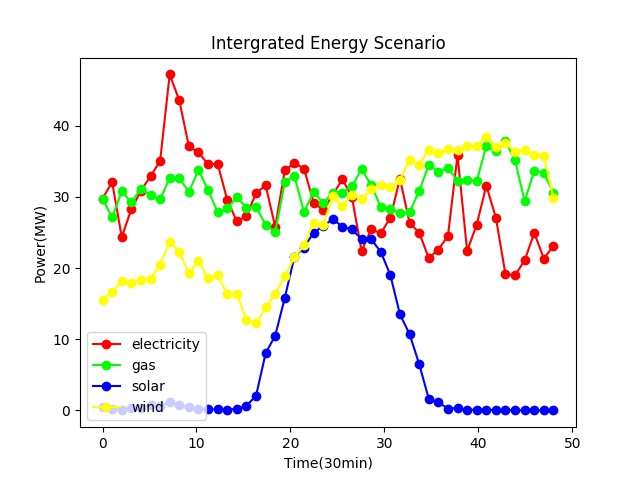 Intergrated Energy Scenario
Power(MW)
40
30
20
10
0
electricity
gas
solar
wind
0 10 20 30 40 50
Time(30min)